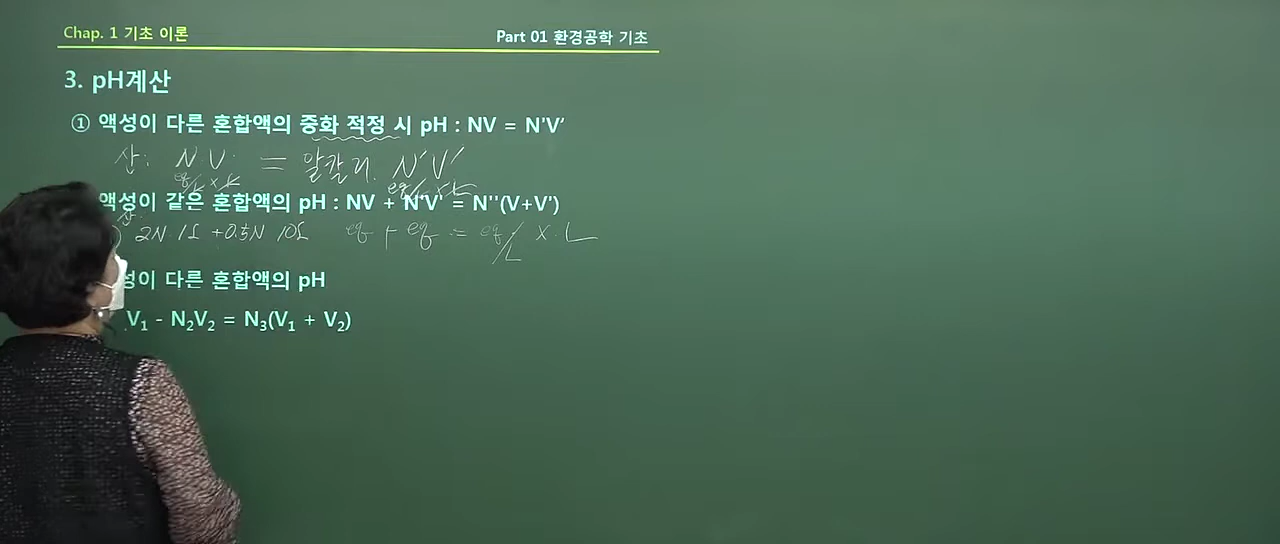 Chap. 1 기초 이론
Part 01 환경공학 기초
3. pH계산
① 액성이 다른 혼합액의 중화 적정 시 pH : NV = N'V'
산: N V = 알칼리. N'V'
eq/L × L eq/L × L
액성이 같은 혼합액의 pH : NV + N'V' = N''(V+V')
산.
2N 1L + 0.5N 10L eq + eq = eq/L × L
성이 다른 혼합액의 pH
V₁ - N₂V₂ = N₃(V₁ + V₂)